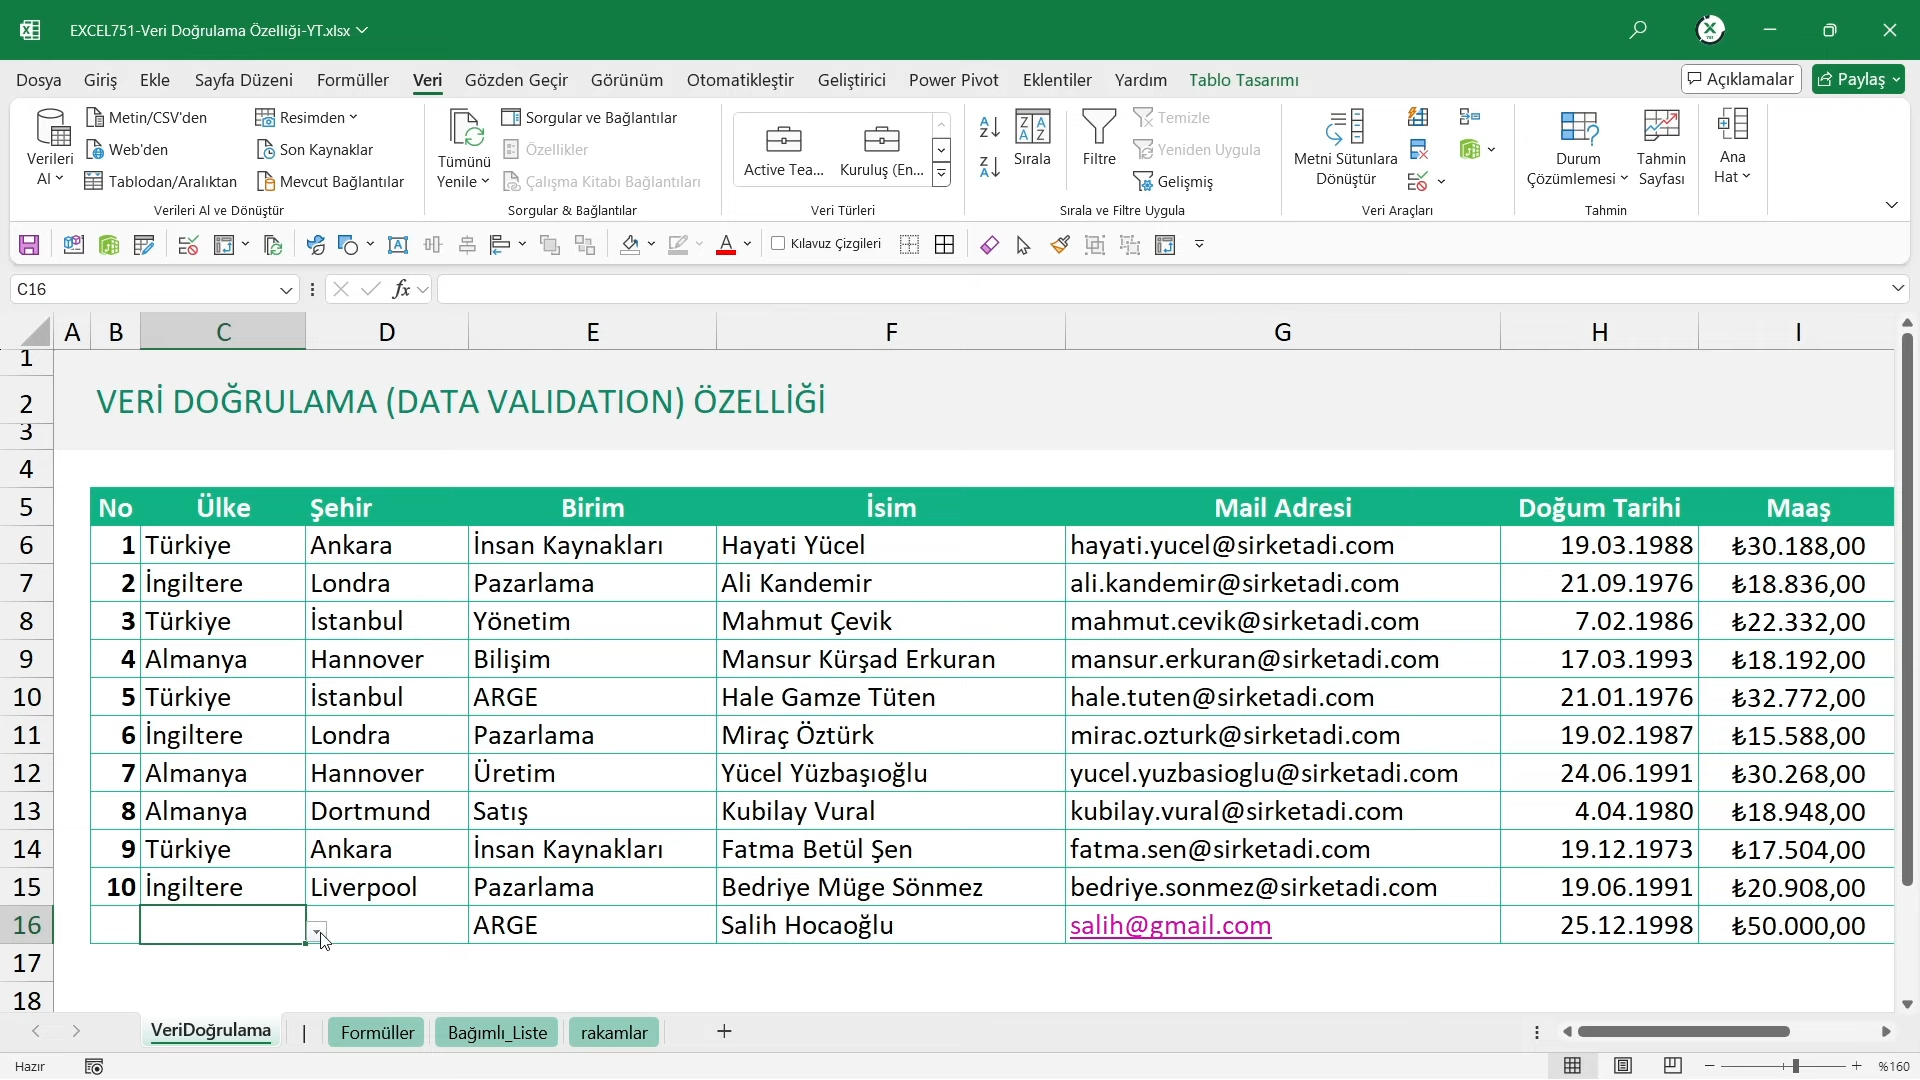 EXCEL751-Veri Doğrulama Özelliği-YT.xlsx
Dosya Giriş Ekle Sayfa Düzeni Formüller Veri Gözden Geçir Görünüm Otomatikleştir Geliştirici Power Pivot Eklentiler Yardım Tablo Tasarımı Açıklamalar Paylaş
Verileri Al
Metin/CSV'den
Web'den
Tablodan/Aralıktan
Resimden
Son Kaynaklar
Mevcut Bağlantılar
Verileri Al ve Dönüştür
Tümünü Yenile
Sorgular ve Bağlantılar
Özellikler
Çalışma Kitabı Bağlantıları
Sorgular & Bağlantılar
Active Tea...
Kuruluş (En...
Veri Türleri
Sırala
Filtre
Temizle
Yeniden Uygula
Gelişmiş
Sırala ve Filtre Uygula
Metni Sütunlara Dönüştür
Veri Araçları
Durum Çözümlemesi
Tahmin Sayfası
Tahmin
Ana Hat
Kılavuz Çizgileri
C16
fx
A B C D E F G H I
1
2 VERİ DOĞRULAMA (DATA VALIDATION) ÖZELLİĞİ
3
4
5 No Ülke Şehir Birim İsim Mail Adresi Doğum Tarihi Maaş
6 1 Türkiye Ankara İnsan Kaynakları Hayati Yücel hayati.yucel@sirketadi.com 19.03.1988 ₺30.188,00
7 2 İngiltere Londra Pazarlama Ali Kandemir ali.kandemir@sirketadi.com 21.09.1976 ₺18.836,00
8 3 Türkiye İstanbul Yönetim Mahmut Çevik mahmut.cevik@sirketadi.com 7.02.1986 ₺22.332,00
9 4 Almanya Hannover Bilişim Mansur Kürşad Erkuran mansur.erkuran@sirketadi.com 17.03.1993 ₺18.192,00
10 5 Türkiye İstanbul ARGE Hale Gamze Tüten hale.tuten@sirketadi.com 21.01.1976 ₺32.772,00
11 6 İngiltere Londra Pazarlama Miraç Öztürk mirac.ozturk@sirketadi.com 19.02.1987 ₺15.588,00
12 7 Almanya Hannover Üretim Yücel Yüzbaşıoğlu yucel.yuzbasioglu@sirketadi.com 24.06.1991 ₺30.268,00
13 8 Almanya Dortmund Satış Kubilay Vural kubilay.vural@sirketadi.com 4.04.1980 ₺18.948,00
14 9 Türkiye Ankara İnsan Kaynakları Fatma Betül Şen fatma.sen@sirketadi.com 19.12.1973 ₺17.504,00
15 10 İngiltere Liverpool Pazarlama Bedriye Müge Sönmez bedriye.sonmez@sirketadi.com 19.06.1991 ₺20.908,00
16 ARGE Salih Hocaoğlu salih@gmail.com 25.12.1998 ₺50.000,00
17
18
VeriDoğrulama | Formüller Bağımlı_Liste rakamlar
Hazır %160